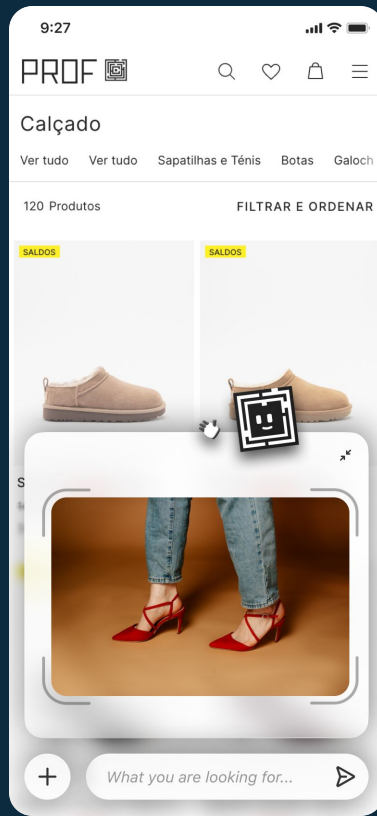 9:27
PROF
Calçado
Ver tudo Ver tudo Sapatilhas e Ténis Botas Galoch
120 Produtos FILTRAR E ORDENAR
SALDOS SALDOS
S
What you are looking for...